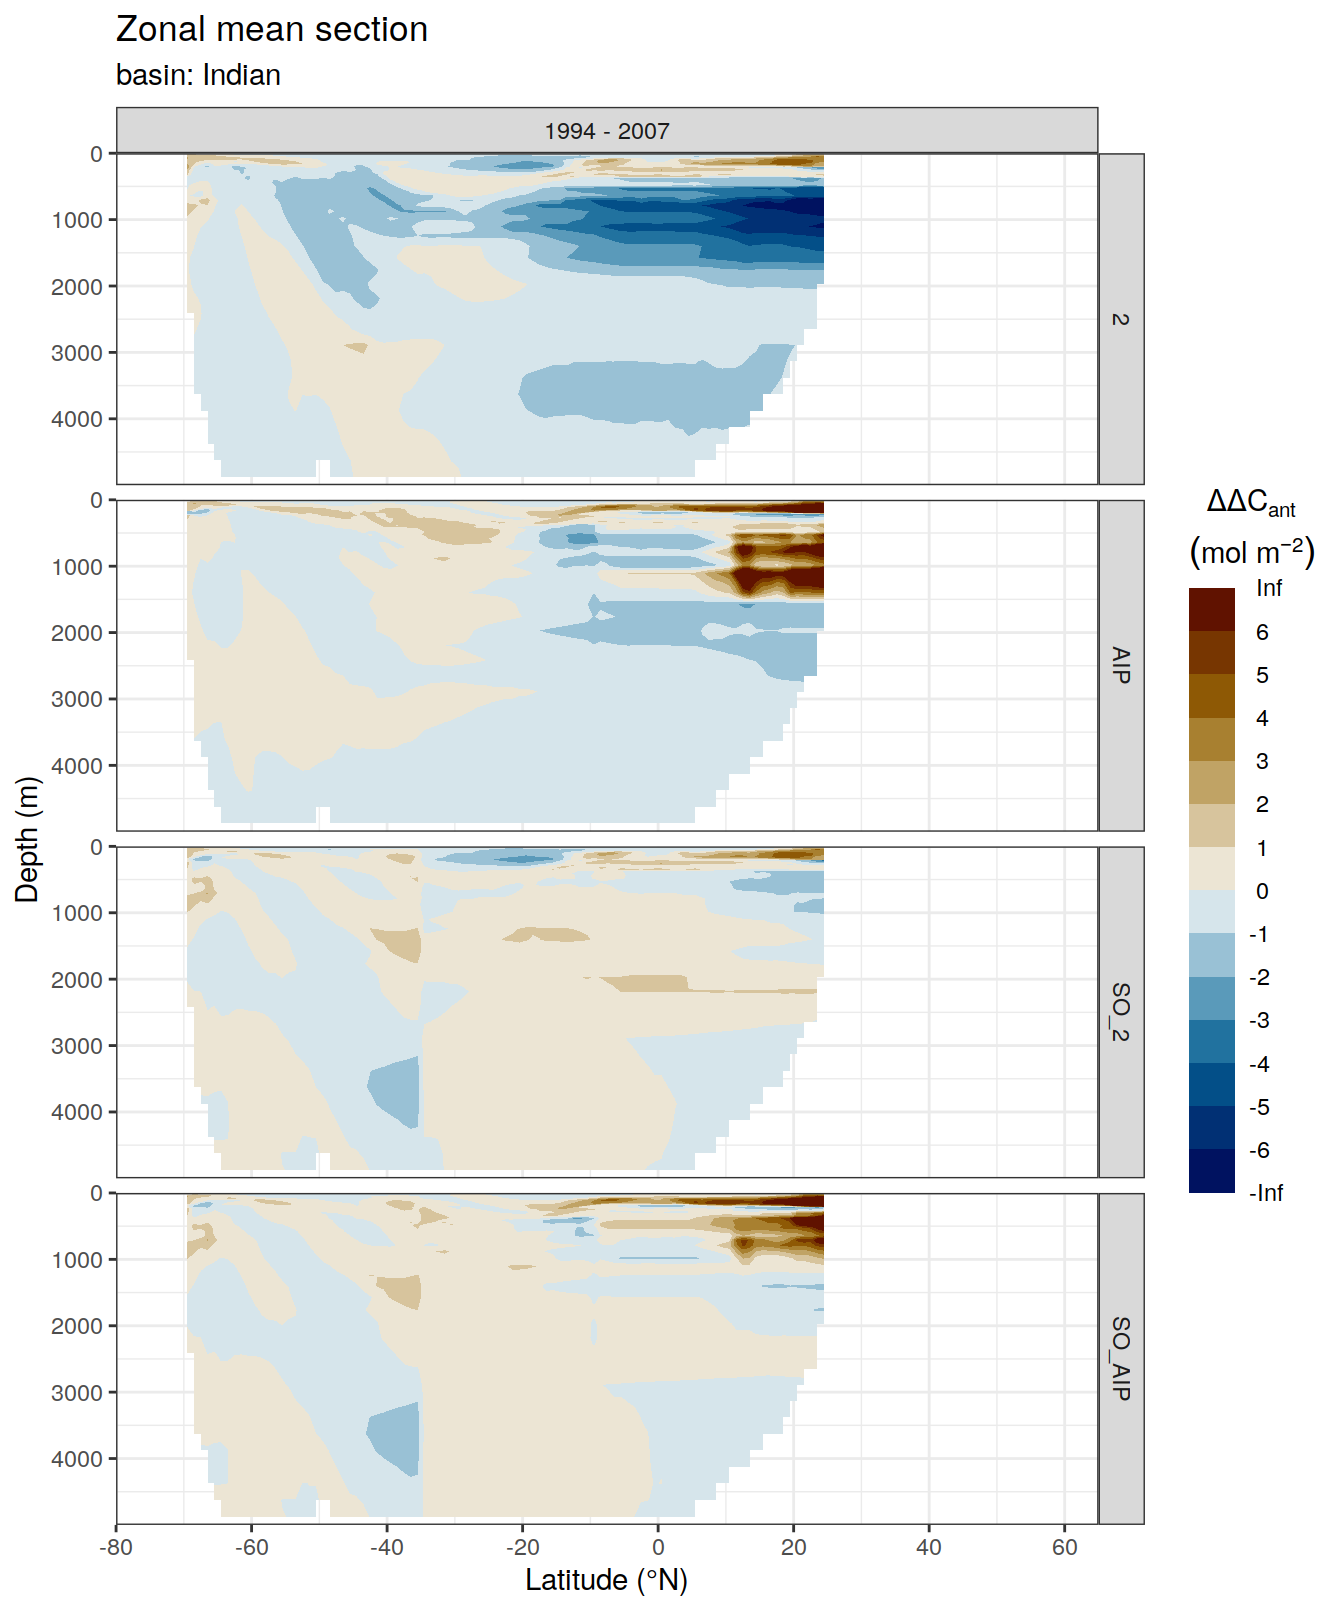 Zonal mean section
basin: Indian
1994 - 2007
0
1000
2000
3000
4000
2
0
1000
2000
3000
4000
AIP
0
1000
2000
3000
4000
SO_2
0
1000
2000
3000
4000
SO_AIP
-80 -60 -40 -20 0 20 40 60
Latitude (°N)
Depth (m)
ΔΔCant
(mol m−2)
Inf
6
5
4
3
2
1
0
-1
-2
-3
-4
-5
-6
-Inf